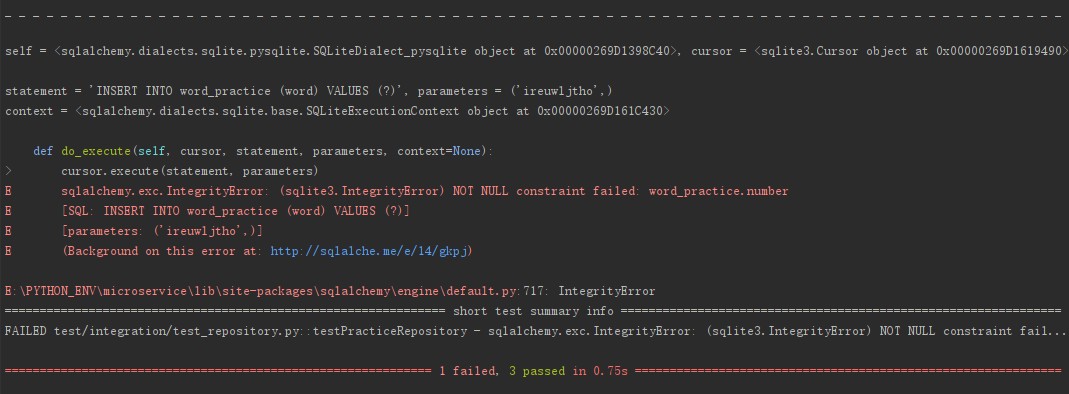 - - - - - - - - - - - - - - - - - - - - - - - - - - - - - - - - - - - - - - - - - - - - - - - - - - - - - - - - - - - - - - - - - - - - - - - - - - - -
self = <sqlalchemy.dialects.sqlite.pysqlite.SQLiteDialect_pysqlite object at 0x00000269D1398C40>, cursor = <sqlite3.Cursor object at 0x00000269D1619490>
statement = 'INSERT INTO word_practice (word) VALUES (?)', parameters = ('ireuwljtho',)
context = <sqlalchemy.dialects.sqlite.base.SQLiteExecutionContext object at 0x00000269D161C430>
    def do_execute(self, cursor, statement, parameters, context=None):
>       cursor.execute(statement, parameters)
E       sqlalchemy.exc.IntegrityError: (sqlite3.IntegrityError) NOT NULL constraint failed: word_practice.number
E       [SQL: INSERT INTO word_practice (word) VALUES (?)]
E       [parameters: ('ireuwljtho',)]
E       (Background on this error at: http://sqlalche.me/e/14/gkpj)
E:\PYTHON_ENV\microservice\lib\site-packages\sqlalchemy\engine\default.py:717: IntegrityError
=============================================================== short test summary info ===============================================================
FAILED test/integration/test_repository.py::testPracticeRepository - sqlalchemy.exc.IntegrityError: (sqlite3.IntegrityError) NOT NULL constraint fail...
============================================================= 1 failed, 3 passed in 0.75s =============================================================